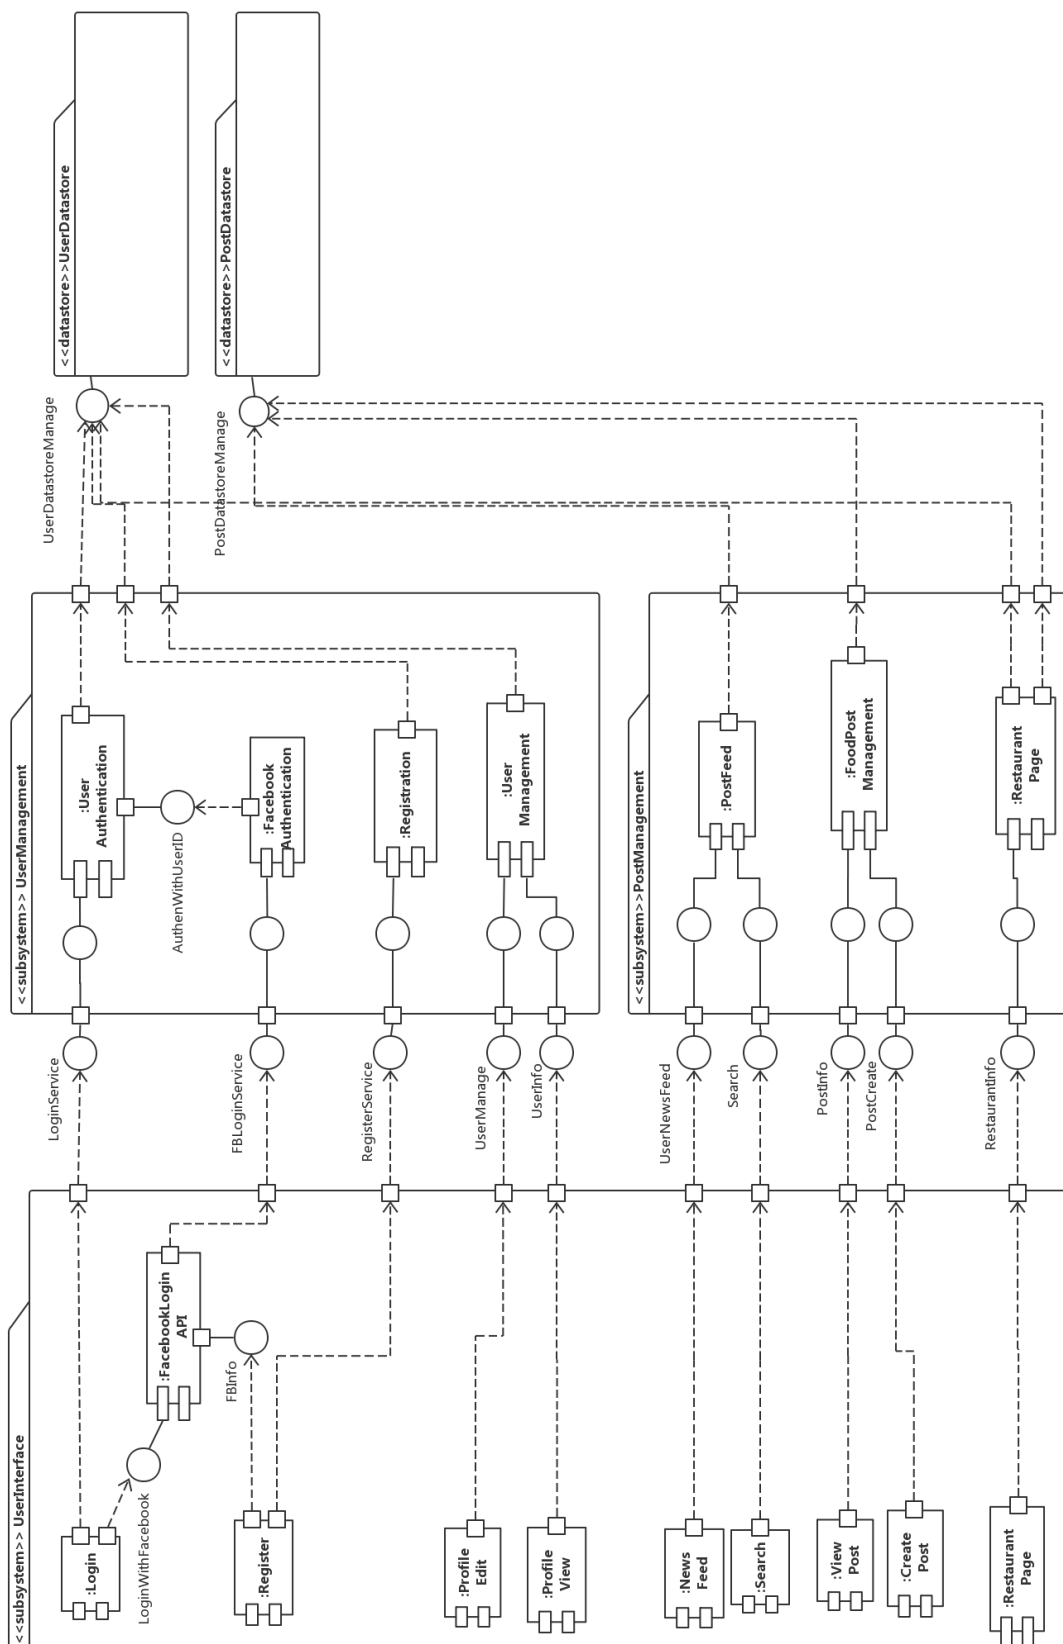 <<subsystem>> UserInterface
:Login
LoginWithFacebook
:FacebookLogin
API
FBInfo
:Register
:Profile
Edit
:Profile
View
:News
Feed
:Search
:View
Post
:Create
Post
:Restaurant
Page
LoginService
FBLoginService
RegisterService
UserManage
UserInfo
UserNewsFeed
Search
PostInfo
PostCreate
RestaurantInfo
<<subsystem>> UserManagement
:User
Authentication
AuthenWithUserID
:Facebook
Authentication
:Registration
:User
Management
<<subsystem>>PostManagement
:PostFeed
:FoodPost
Management
:Restaurant
Page
UserDatastoreManage
PostDatastoreManage
<<datastore>>UserDatastore
<<datastore>>PostDatastore